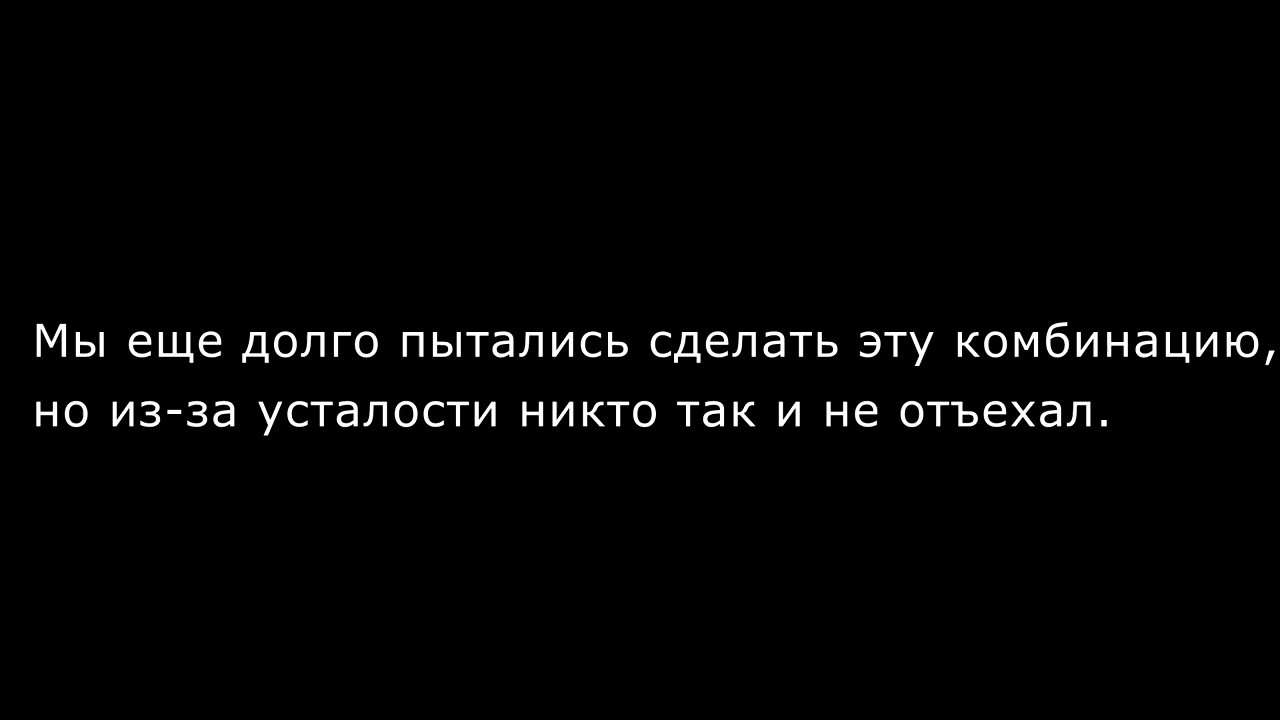 Мы еще долго пытались сделать эту комбинацию,
но из-за усталости никто так и не отъехал.